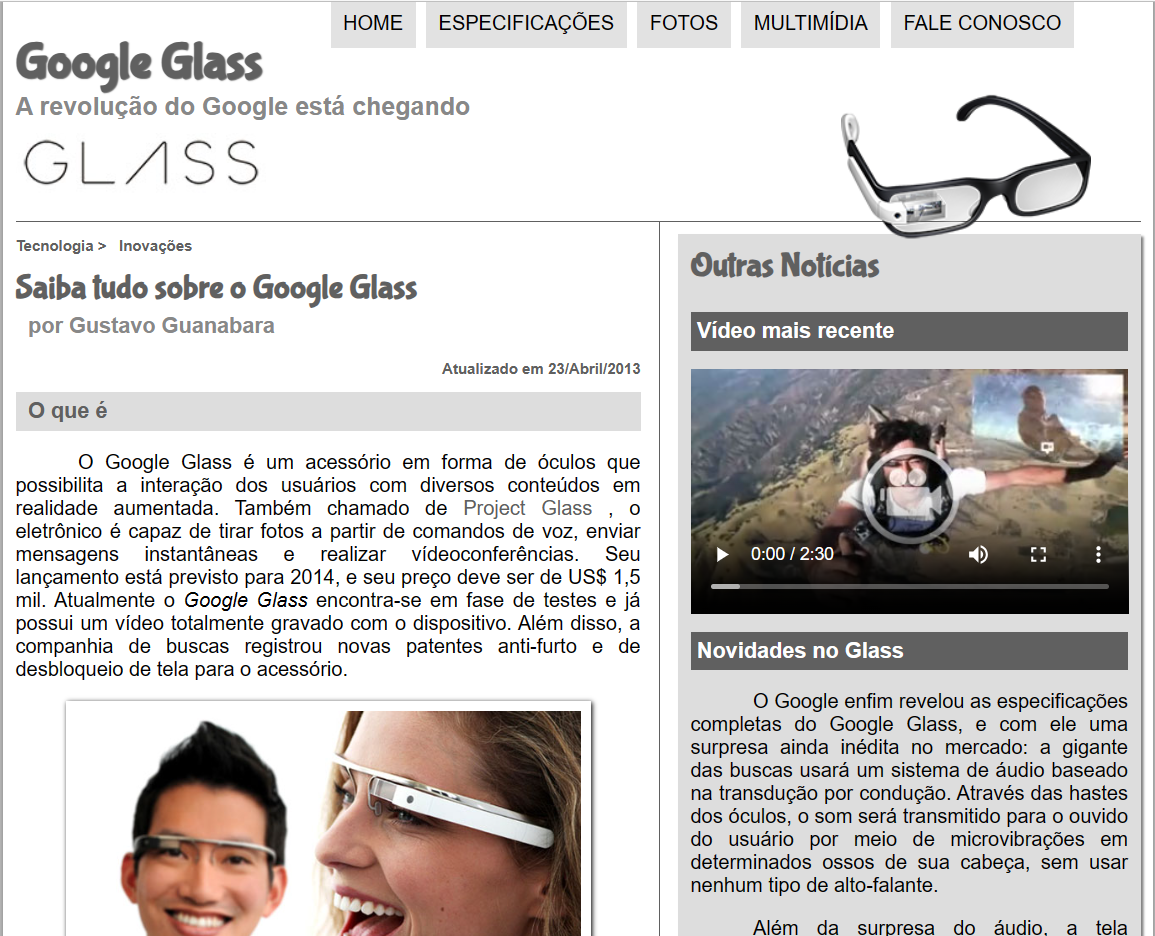 HOME ESPECIFICAÇÕES FOTOS MULTIMÍDIA FALE CONOSCO
Google Glass
A revolução do Google está chegando
GLASS
Tecnologia > Inovações
Saiba tudo sobre o Google Glass
por Gustavo Guanabara
Atualizado em 23/Abril/2013
O que é
O Google Glass é um acessório em forma de óculos que
possibilita a interação dos usuários com diversos conteúdos em
realidade aumentada. Também chamado de Project Glass , o
eletrônico é capaz de tirar fotos a partir de comandos de voz, enviar
mensagens instantâneas e realizar vídeoconferências. Seu
lançamento está previsto para 2014, e seu preço deve ser de US$ 1,5
mil. Atualmente o Google Glass encontra-se em fase de testes e já
possui um vídeo totalmente gravado com o dispositivo. Além disso, a
companhia de buscas registrou novas patentes anti-furto e de
desbloqueio de tela para o acessório.
Outras Notícias
Vídeo mais recente
0:00 / 2:30
Novidades no Glass
O Google enfim revelou as especificações
completas do Google Glass, e com ele uma
surpresa ainda inédita no mercado: a gigante
das buscas usará um sistema de áudio baseado
na transdução por condução. Através das hastes
dos óculos, o som será transmitido para o ouvido
do usuário por meio de microvibrações em
determinados ossos de sua cabeça, sem usar
nenhum tipo de alto-falante.
Além da surpresa do áudio, a tela